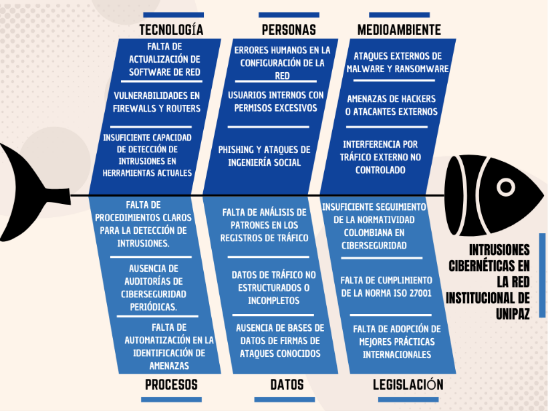 TECNOLOGÍA
PERSONAS
MEDIOAMBIENTE
FALTA DE
ACTUALIZACIÓN DE
SOFTWARE DE RED
VULNERABILIDADES EN
FIREWALLS Y ROUTERS
INSUFICIENTE CAPACIDAD
DE DETECCIÓN DE
INTRUSIONES EN
HERRAMIENTAS ACTUALES
ERRORES HUMANOS EN LA
CONFIGURACIÓN DE LA
RED
USUARIOS INTERNOS CON
PERMISOS EXCESIVOS
PHISHING Y ATAQUES DE
INGENIERÍA SOCIAL
ATAQUES EXTERNOS DE
MALWARE Y RANSOMWARE
AMENAZAS DE HACKERS
O ATACANTES EXTERNOS
INTERFERENCIA POR
TRÁFICO EXTERNO NO
CONTROLADO
FALTA DE
PROCEDIMIENTOS CLAROS
PARA LA DETECCIÓN DE
INTRUSIONES.
AUSENCIA DE
AUDITORÍAS DE
CIBERSEGURIDAD
PERIÓDICAS.
FALTA DE
AUTOMATIZACIÓN EN LA
IDENTIFICACIÓN DE
AMENAZAS
FALTA DE ANÁLISIS DE
PATRONES EN LOS
REGISTROS DE TRÁFICO
DATOS DE TRÁFICO NO
ESTRUCTURADOS O
INCOMPLETOS
AUSENCIA DE BASES DE
DATOS DE FIRMAS DE
ATAQUES CONOCIDOS
INSUFICIENTE SEGUIMIENTO
DE LA NORMATIVIDAD
COLOMBIANA EN
CIBERSEGURIDAD
FALTA DE CUMPLIMIENTO
DE LA NORMA ISO 27001
FALTA DE ADOPCIÓN DE
MEJORES PRÁCTICAS
INTERNACIONALES
PROCESOS
DATOS
LEGISLACIÓN
INTRUSIONES
CIBERNÉTICAS EN
LA RED
INSTITUCIONAL DE
UNIPAZ